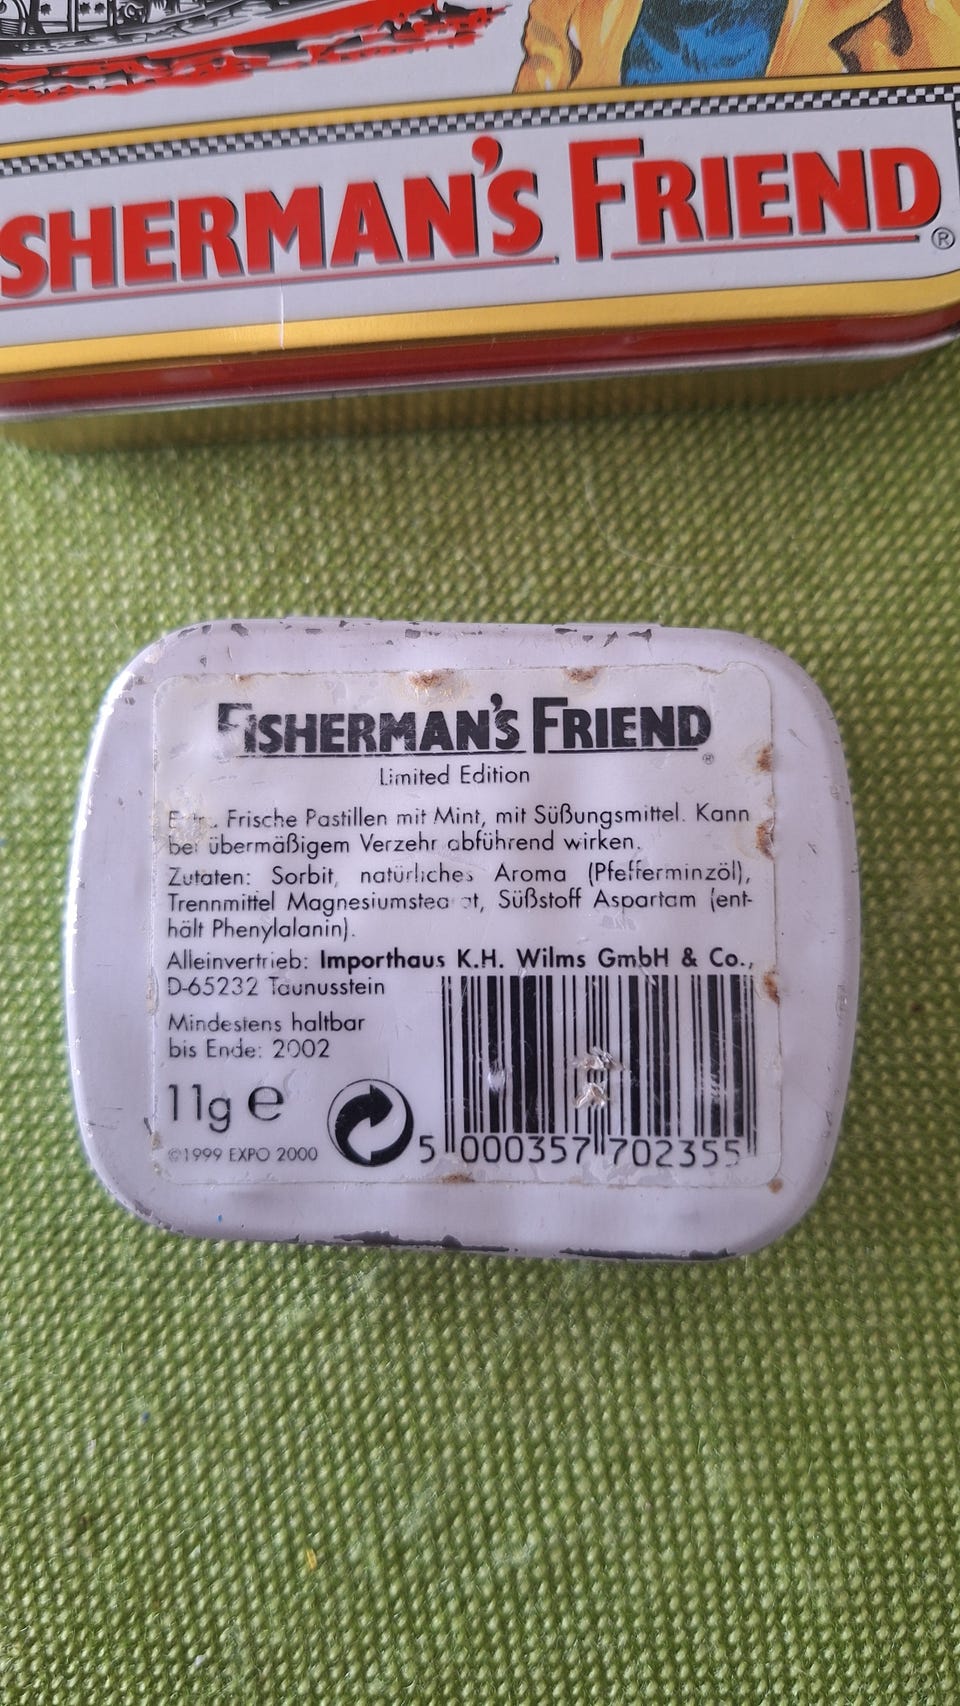 SHERMAN'S FRIEND®
FISHERMAN'S FRIEND®
Limited Edition
Frische Pastillen mit Mint, mit Süßungsmittel. Kann
bei übermäßigem Verzehr abführend wirken.
Zutaten: Sorbit, natürliches Aroma (Pfefferminzöl),
Trennmittel Magnesiumstearat, Süßstoff Aspartam (ent-
hält Phenylalanin).
Alleinvertrieb: Importhaus K.H. Wilms GmbH & Co.,
D-65232 Taunusstein
Mindestens haltbar
bis Ende: 2002
11g e
©1999 EXPO 2000
5 000357 702355